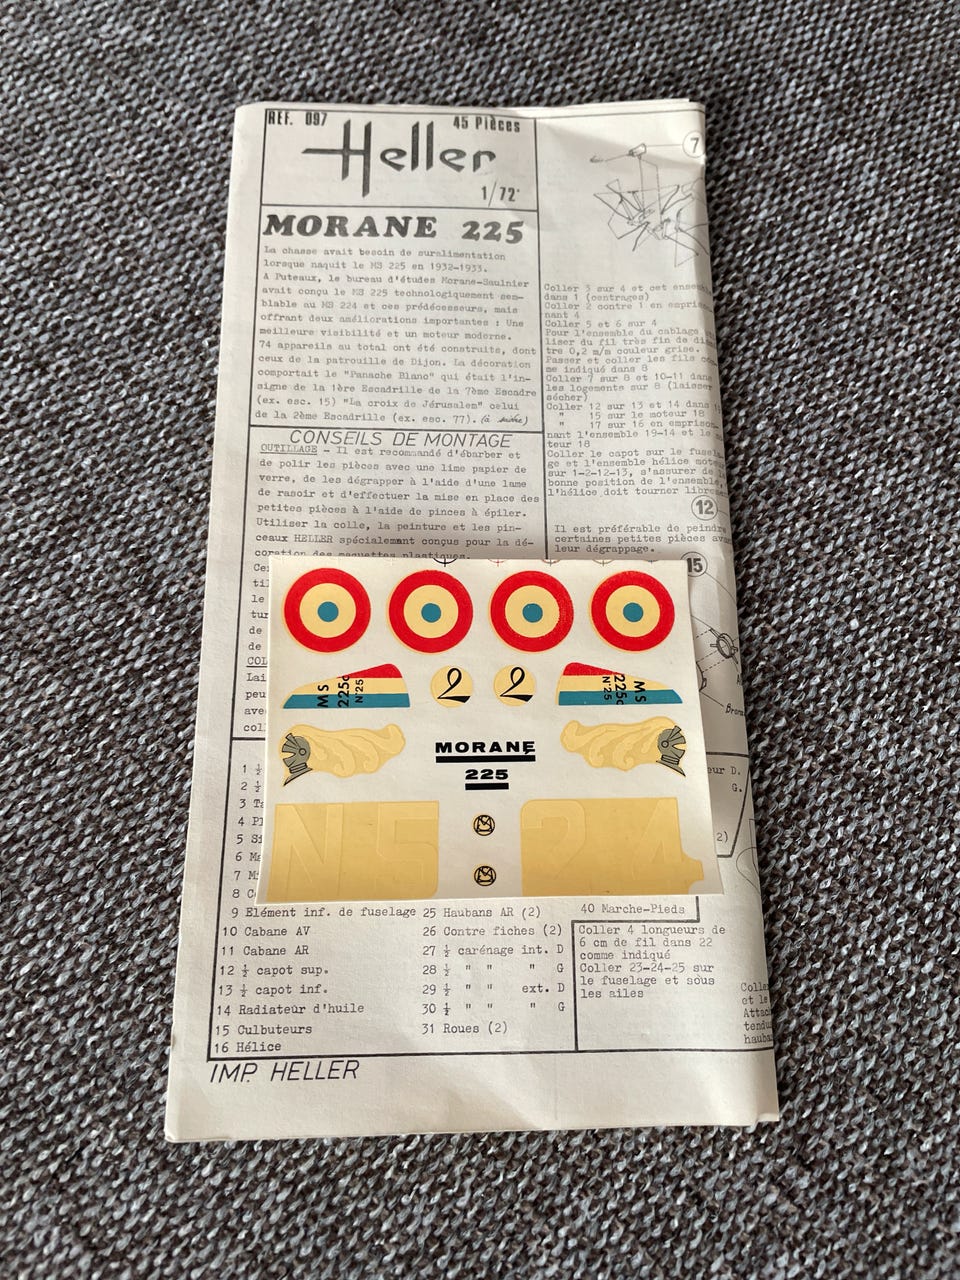 REF. 097
45 Pièces
Heller
1/72°
MORANE 225
La chasse avait besoin de suralimentation
lorsque naquit le MS 225 en 1932-1933.
A Puteaux, le bureau d'études Morane-Saulnier
avait conçu le MS 225 technologiquement sem-
blable au MS 224 et ces prédécesseurs, mais
offrant deux améliorations importantes : Une
meilleure visibilité et un moteur moderne.
74 appareils au total ont été construits, dont
ceux de la patrouille de Dijon. La décoration
comportait le "Panache Blanc" qui était l'in-
signe de la 1ère Escadrille de la 7ème Escadre
(ex. esc. 15) "La croix de Jérusalem" celui
de la 2ème Escadrille (ex. esc. 77). (à suivre)
CONSEILS DE MONTAGE
OUTILLAGE - Il est recommandé d'ébarber et
de polir les pièces avec une lime papier de
verre, de les dégrapper à l'aide d'une lame
de rasoir et d'effectuer la mise en place des
petites pièces à l'aide de pinces à épiler.
Utiliser la colle, la peinture et les pin-
ceaux HELLER spécialement conçus pour la dé-
coration des maquettes plastiques.
7
Coller 3 sur 4 et cet
dans 1 (centrages)
Coller 2 contre 1 en
nant 4
Coller 5 et 6 sur 4
Pour l'ensemble du cablage
liser du fil très fin de
tre 0,2 m/m couleur grise.
Passer et coller les fils
me indiqué dans 8
Coller 7 sur 8 et 10-11 dans
les logements sur 8 (laisser
sécher)
Coller 12 sur 13 et 14 dans
" 15 sur le moteur 18
" 17 sur 16 en
nant l'ensemble 19-14 et le
teur 18
Coller le capot sur le
ge et l'ensemble hélice
sur 1-2-12-13, s'assurer de
bonne position de l'ensemble,
l'hélice doit tourner
12
Il est préférable de
certaines petites pièces
leur dégrappage.
15
MS
225c
N°25
2
2
MS
225c
N°25
MORANE
225
N5
24
1 ½
2 ½
3
4
5
6
7
8
D.
G.
2)
9 Elément inf. de fuselage
10 Cabane AV
11 Cabane AR
12 ½ capot sup.
13 ½ capot inf.
14 Radiateur d'huile
15 Culbuteurs
16 Hélice
25 Haubans AR (2)
26 Contre fiches (2)
27 ½ carénage int. D
28 ½ " " " G
29 ½ " " ext. D
30 ½ " " " G
31 Roues (2)
40 Marche-Pieds
Coller 4 longueurs de
6 cm de fil dans 22
comme indiqué
Coller 23-24-25 sur
le fuselage et sous
les ailes
et le
IMP. HELLER